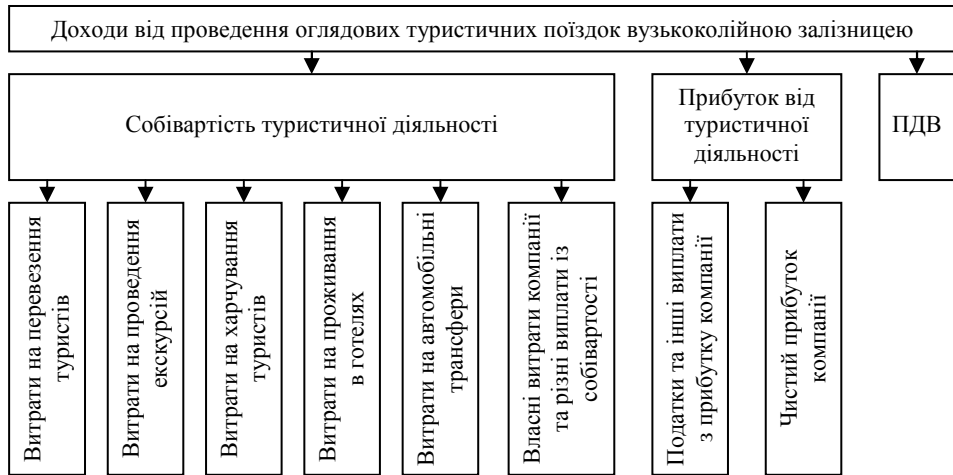 Доходи від проведення оглядових туристичних поїздок вузькоколійною залізницею
Собівартість туристичної діяльності
Прибуток від
туристичної
діяльності
ПДВ
Витрати на перевезення
туристів
Витрати на проведення
екскурсій
Витрати на харчування
туристів
Витрати на проживання
в готелях
Витрати на автомобільні
трансфери
Власні витрати компанії
та різні виплати із
собівартості
Податки та інші виплати
з прибутку компанії
Чистий прибуток
компанії